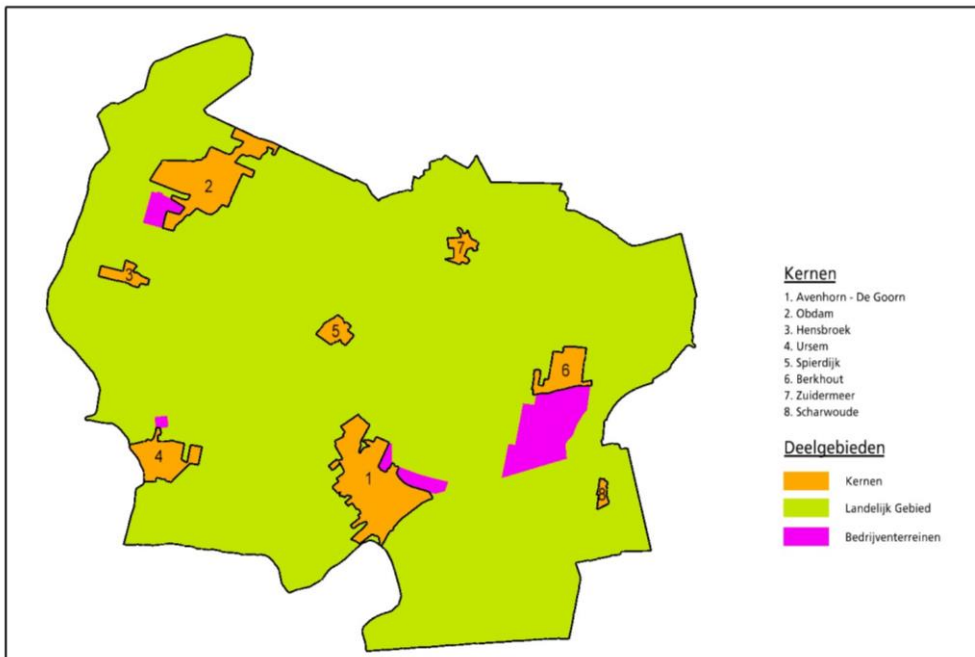 2
7
3
5
6
4
1
8
Kernen
1. Avenhorn - De Goorn
2. Obdam
3. Hensbroek
4. Ursem
5. Spierdijk
6. Berkhout
7. Zuidermeer
8. Scharwoude
Deelgebieden
Kernen
Landelijk Gebied
Bedrijventerreinen